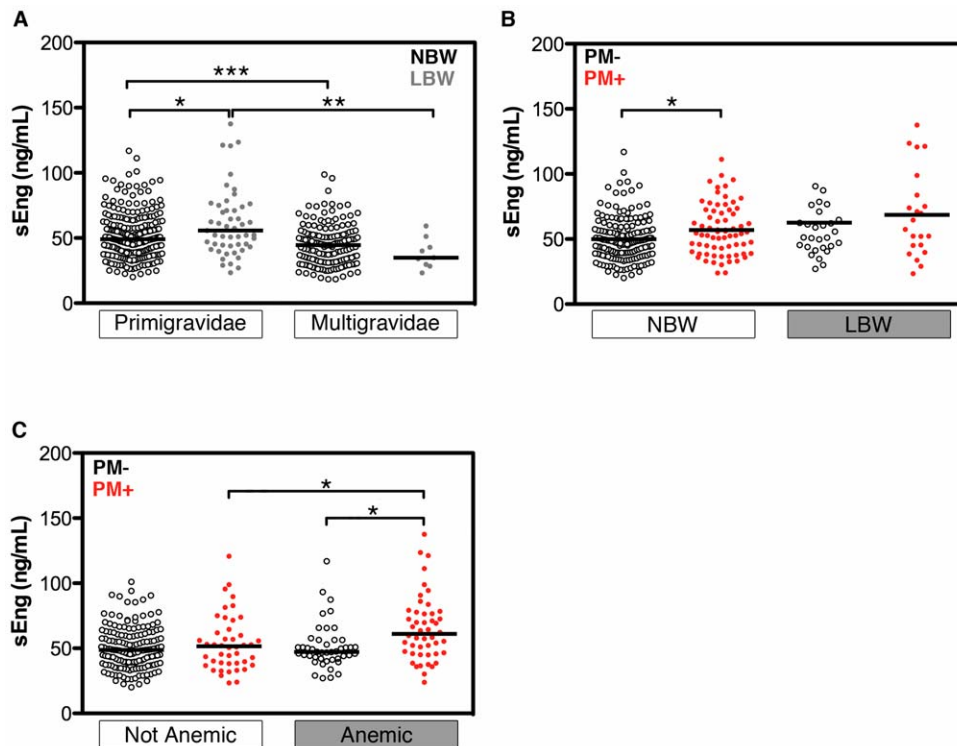 A
sEng (ng/mL)
200
150
100
50
0
NBW
LBW
***
*
**
Primigravidae
Multigravidae
B
sEng (ng/mL)
200
150
100
50
0
PM-
PM+
*
NBW
LBW
C
sEng (ng/mL)
200
150
100
50
0
PM-
PM+
*
*
Not Anemic
Anemic